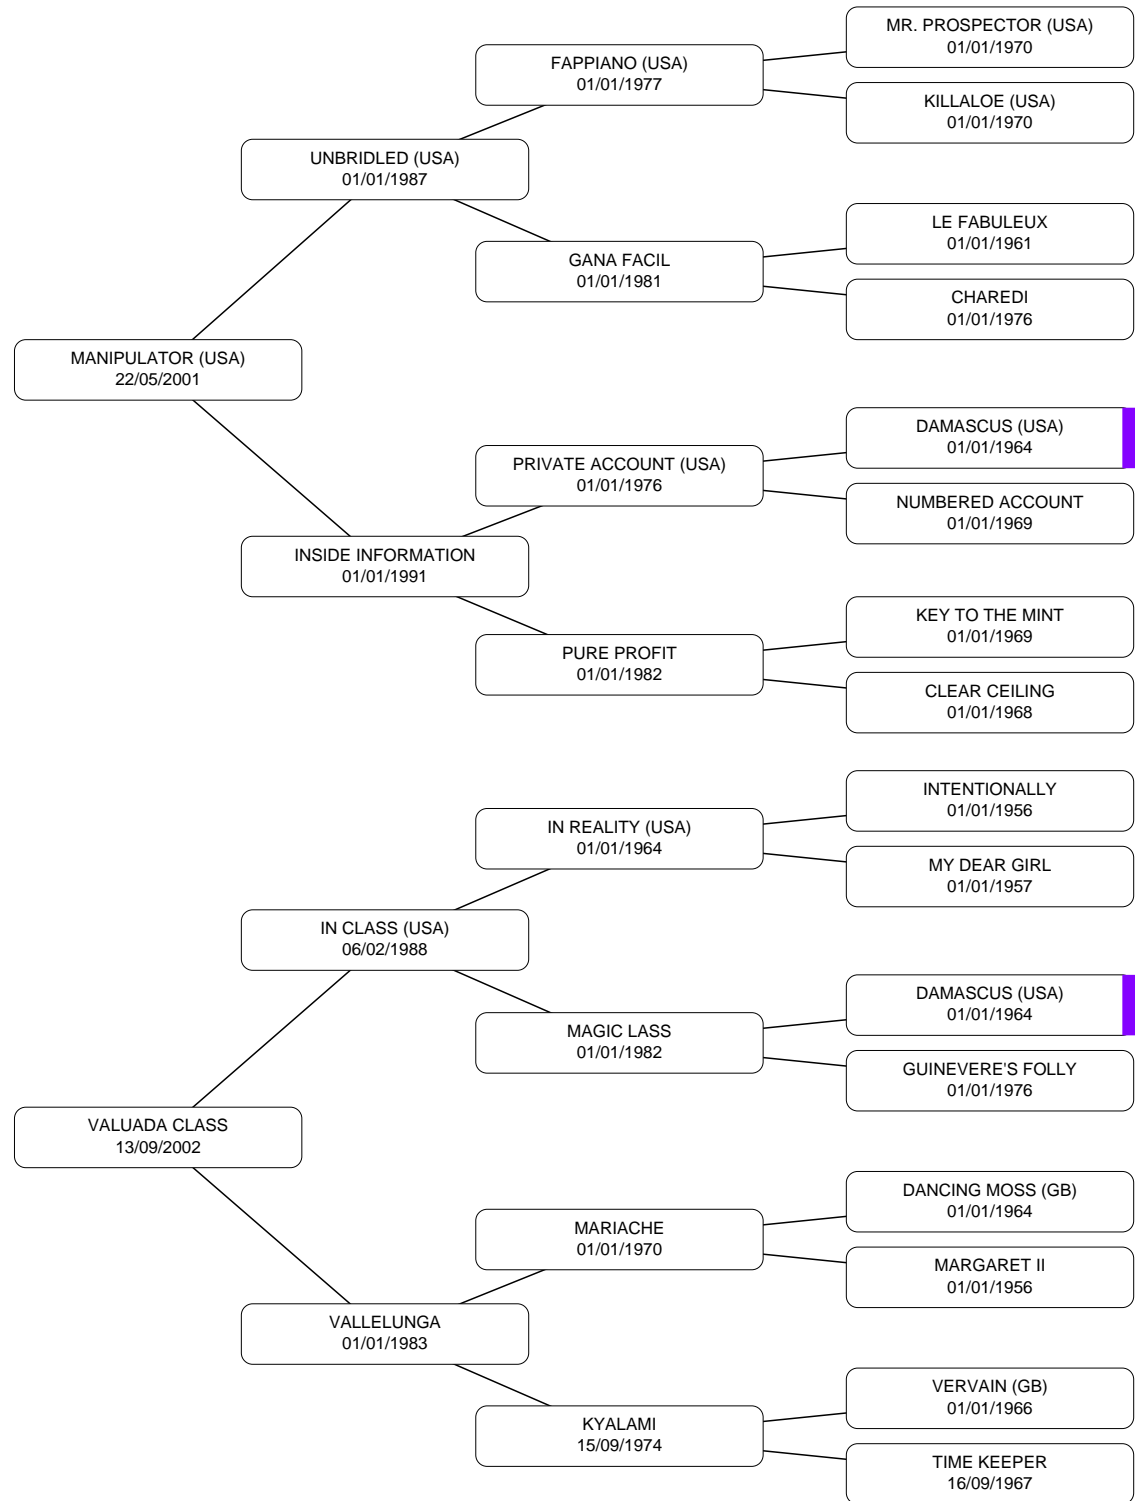 MR. PROSPECTOR (USA)
01/01/1970
FAPPIANO (USA)
01/01/1977
KILLALOE (USA)
01/01/1970
UNBRIDLED (USA)
01/01/1987
LE FABULEUX
01/01/1961
GANA FACIL
01/01/1981
CHAREDI
01/01/1976
MANIPULATOR (USA)
22/05/2001
DAMASCUS (USA)
01/01/1964
PRIVATE ACCOUNT (USA)
01/01/1976
NUMBERED ACCOUNT
01/01/1969
INSIDE INFORMATION
01/01/1991
KEY TO THE MINT
01/01/1969
PURE PROFIT
01/01/1982
CLEAR CEILING
01/01/1968
INTENTIONALLY
01/01/1956
IN REALITY (USA)
01/01/1964
MY DEAR GIRL
01/01/1957
IN CLASS (USA)
06/02/1988
DAMASCUS (USA)
01/01/1964
MAGIC LASS
01/01/1982
GUINEVERE'S FOLLY
01/01/1976
VALUADA CLASS
13/09/2002
DANCING MOSS (GB)
01/01/1964
MARIACHE
01/01/1970
MARGARET II
01/01/1956
VALLELUNGA
01/01/1983
VERVAIN (GB)
01/01/1966
KYALAMI
15/09/1974
TIME KEEPER
16/09/1967